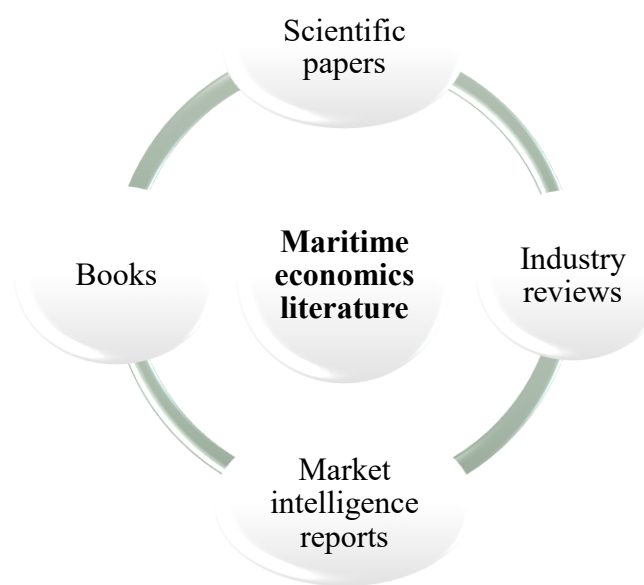 Scientific
papers
Books
Maritime
economics
literature
Industry
reviews
Market
intelligence
reports